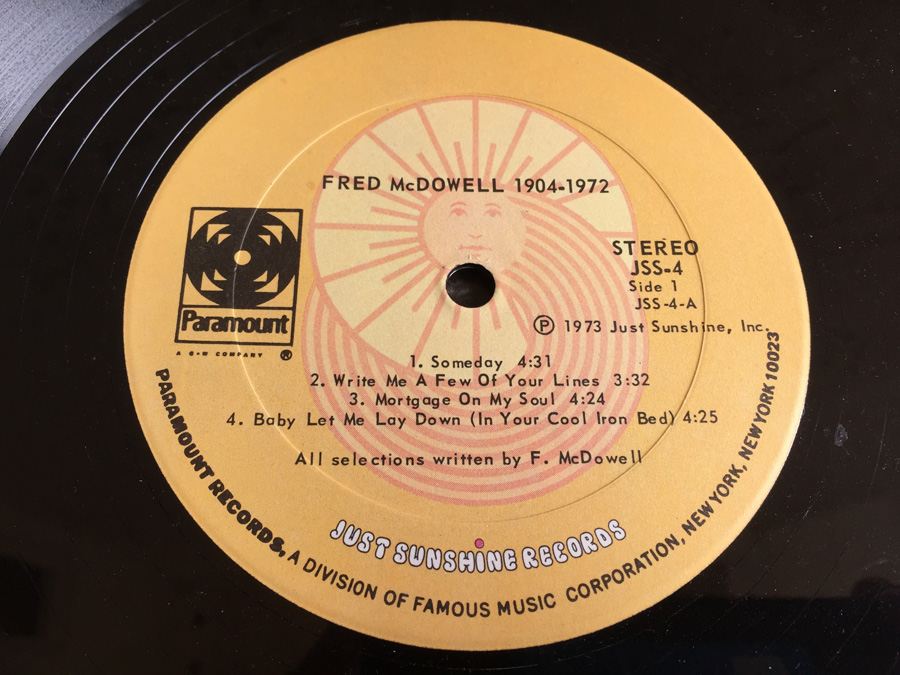 FRED McDOWELL 1904-1972
Paramount
A G+W COMPANY ®
STEREO
JSS-4
Side 1
JSS-4-A
Ⓟ 1973 Just Sunshine, Inc.
1. Someday 4:31
2. Write Me A Few Of Your Lines 3:32
3. Mortgage On My Soul 4:24
4. Baby Let Me Lay Down (In Your Cool Iron Bed) 4:25
All selections written by F. McDowell
JUST SUNSHINE RECORDS
PARAMOUNT RECORDS, A DIVISION OF FAMOUS MUSIC CORPORATION, NEW YORK, NEW YORK 10023